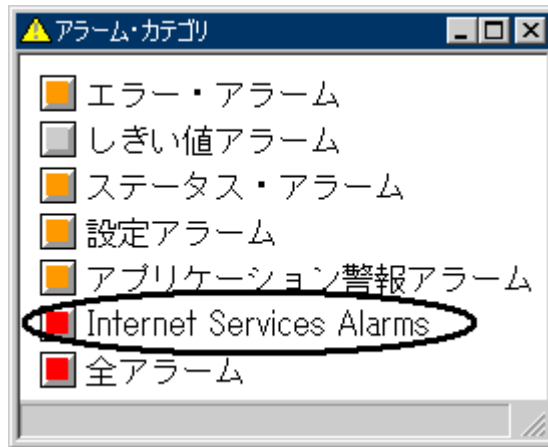 アラーム・カテゴリ
エラー・アラーム
しきい値アラーム
ステータス・アラーム
設定アラーム
アプリケーション警報アラーム
Internet Services Alarms
全アラーム